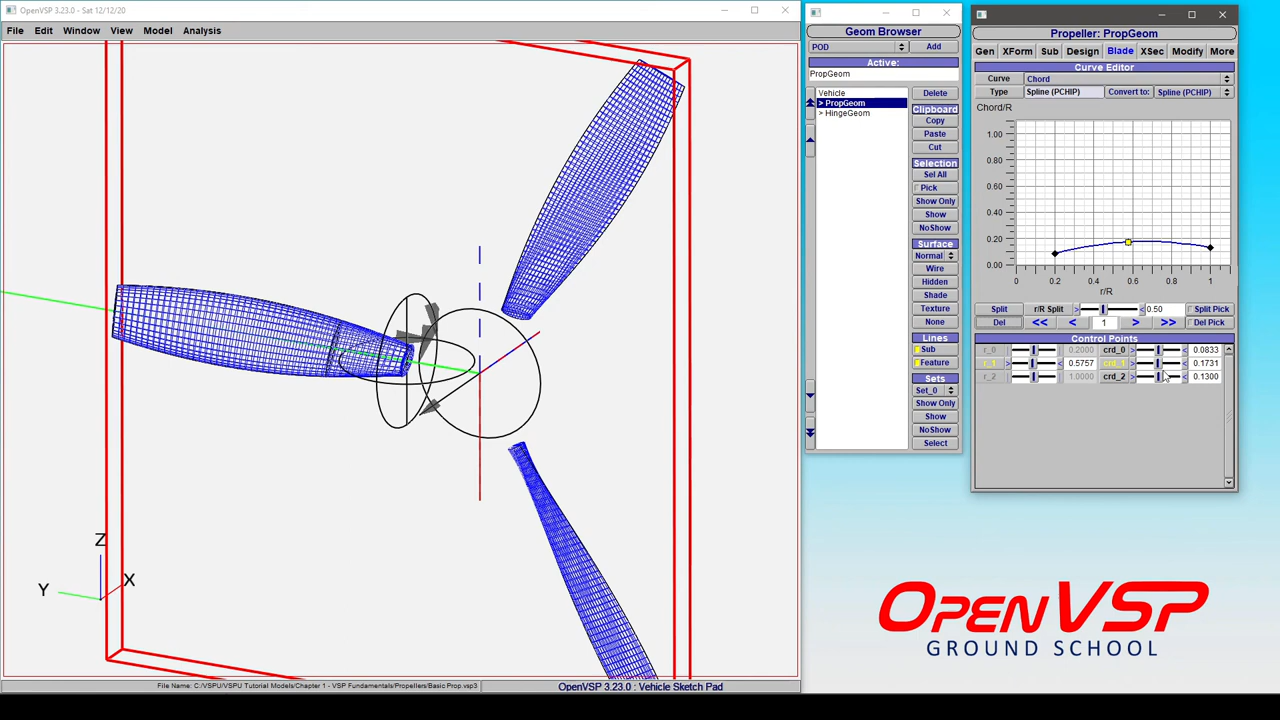 OpenVSP 3.23.0 - Sat 12/12/20
File Edit Window View Model Analysis
Z
Y
X
File Name: C:/VSPU/VSPU Tutorial Models/Chapter 1 - VSP Fundamentals/Propellers/Basic Prop.vsp3
OpenVSP 3.23.0 : Vehicle Sketch Pad
Geom Browser
POD Add
Active:
PropGeom
Vehicle
> PropGeom
> HingeGeom
Delete
Clipboard
Copy
Paste
Cut
Selection
Sel All
Pick
Show Only
Show
NoShow
Surface
Normal
Wire
Hidden
Shade
Texture
None
Lines
Sub
Feature
Sets
Set_0
Show Only
Show
NoShow
Select
Propeller: PropGeom
Gen XForm Sub Design Blade XSec Modify More
Curve Editor
Curve Chord
Type Spline (PCHIP) Convert to: Spline (PCHIP)
Chord/R
1.00
0.80
0.60
0.40
0.20
0.00
0 0.2 0.4 0.6 0.8 1
r/R
Split r/R Split > < 0.50 Split Pick
Del << < 1 > >> Del Pick
Control Points
r_0 0.2000 crd_0 > < 0.0833
r_1 > < 0.5757 crd_1 > < 0.1731
r_2 1.0000 crd_2 > < 0.1300
OPENVSP
GROUND SCHOOL